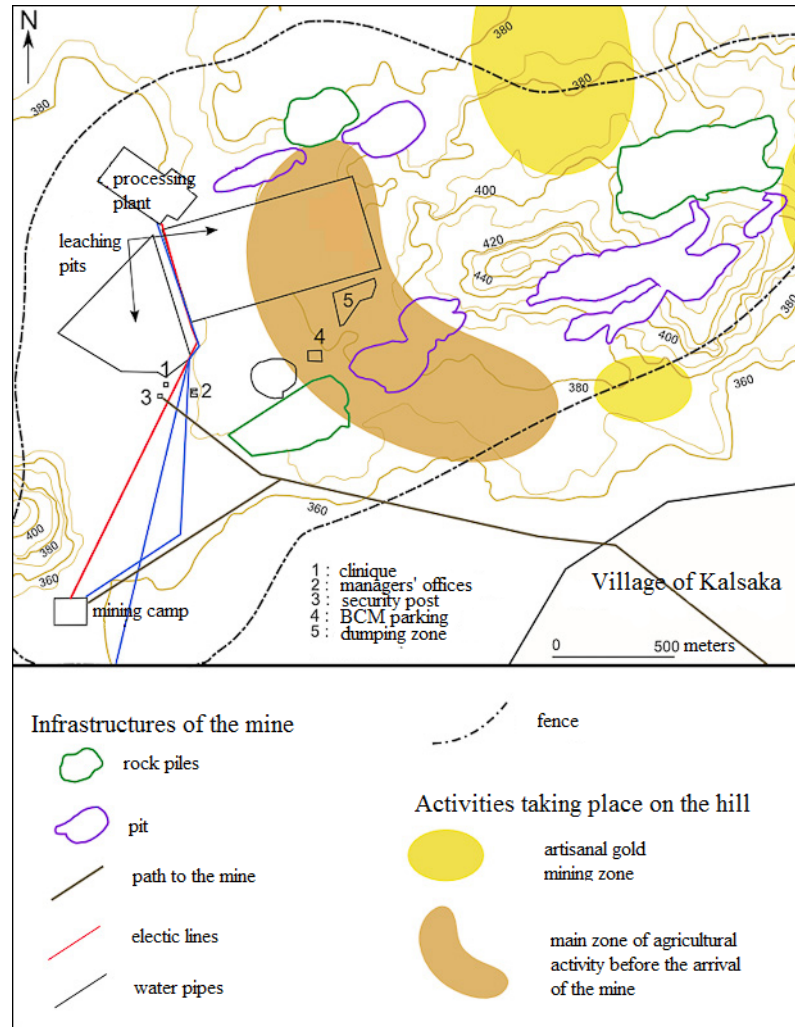 N
380
380
380
processing
plant
400
leaching
pits
420
440
5
4
400
380
380
360
1
3
2
360
400
380
360
mining camp
1 : clinique
2 : managers' offices
3 : security post
4 : BCM parking
5 : dumping zone
Village of Kalsaka
0 500 meters
Infrastructures of the mine
rock piles
pit
path to the mine
electic lines
water pipes
fence
Activities taking place on the hill
artisanal gold
mining zone
main zone of agricultural
activity before the arrival
of the mine